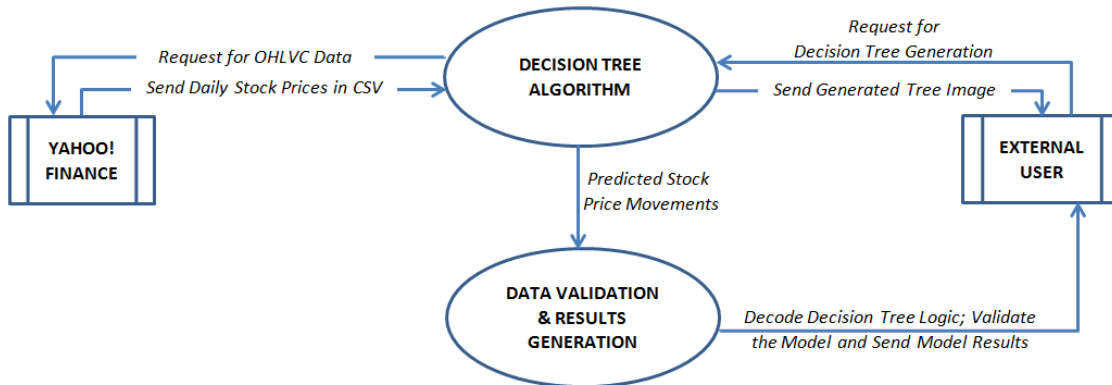 Request for OHLVC Data
Send Daily Stock Prices in CSV
YAHOO!
FINANCE
DECISION TREE
ALGORITHM
Request for
Decision Tree Generation
Send Generated Tree Image
EXTERNAL
USER
Predicted Stock
Price Movements
DATA VALIDATION
& RESULTS
GENERATION
Decode Decision Tree Logic; Validate
the Model and Send Model Results